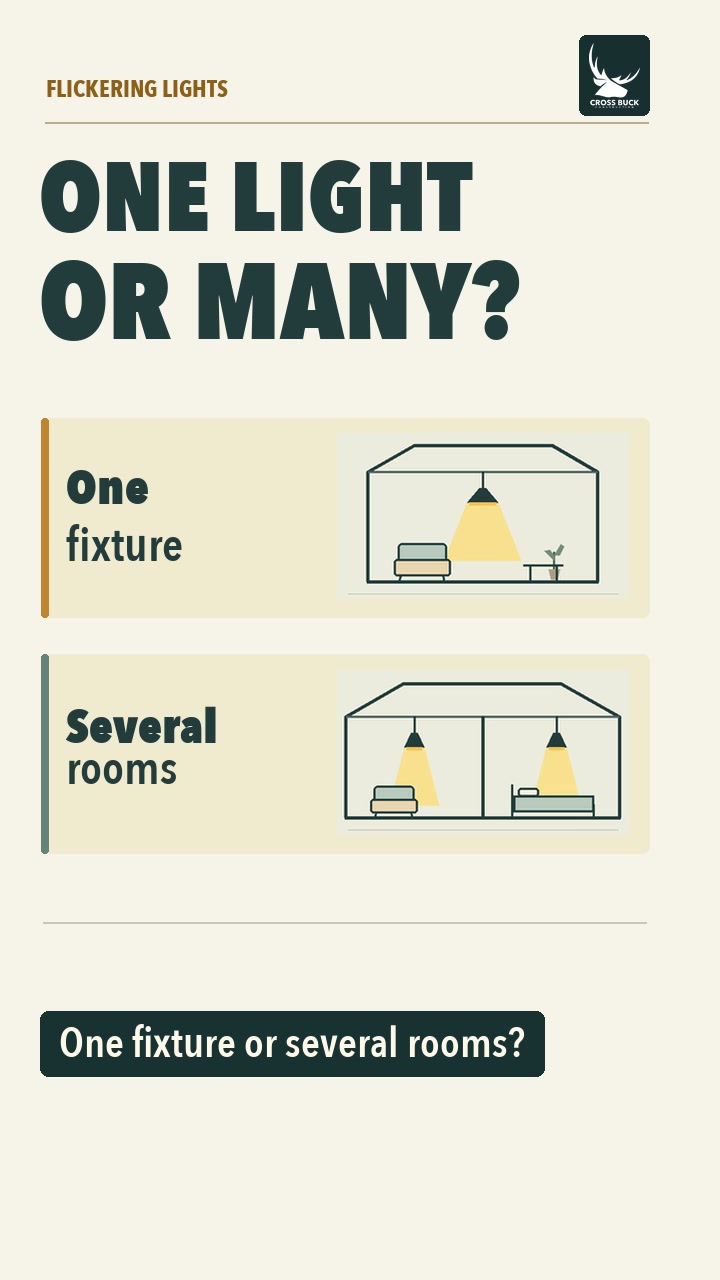 FLICKERING LIGHTS
CROSS BUCK
ONE LIGHT
OR MANY?
One
fixture
Several
rooms
One fixture or several rooms?